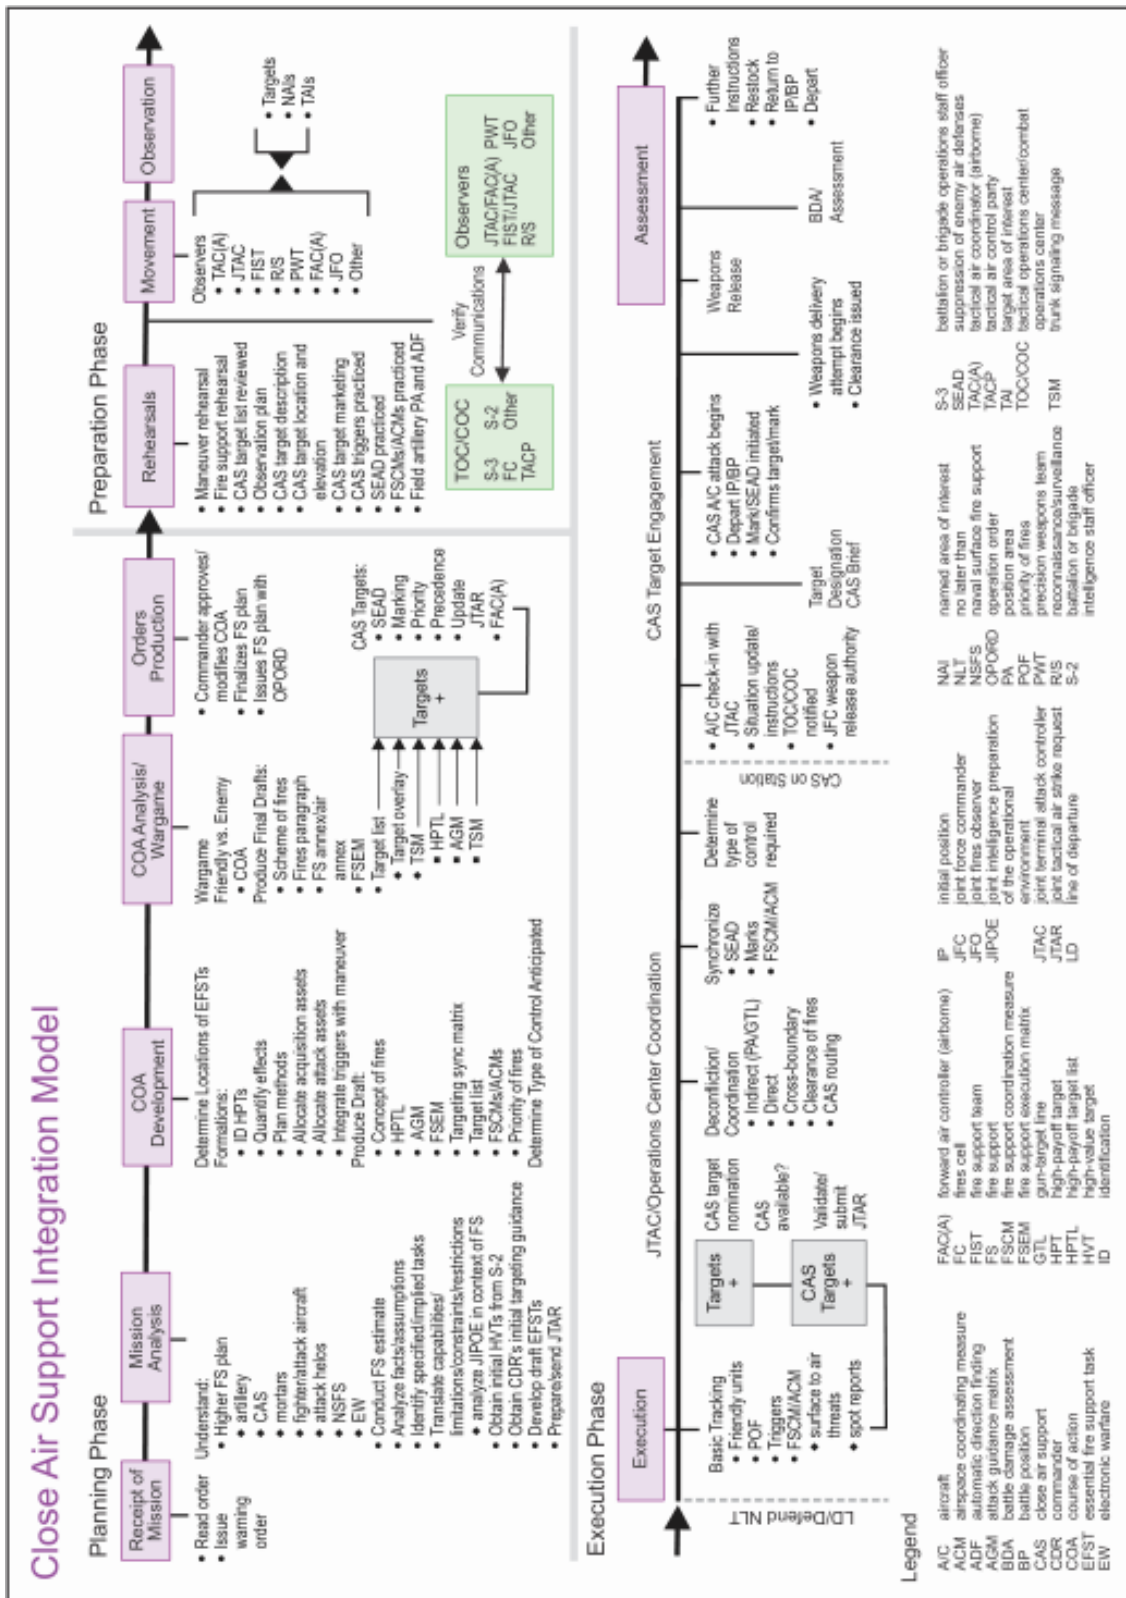 Close Air Support Integration Model
Planning Phase
Receipt of
Mission
• Read order
• Issue
warning
order
Mission
Analysis
Understand:
• Higher FS plan
• artillery
• CAS
• mortars
• fighter/attack aircraft
• attack helos
• NSFS
• EW
• Conduct FS estimate
• Analyze facts/assumptions
• Identify specified/implied tasks
• Translate capabilities/
limitations/constraints/restrictions
• analyze JIPOE in context of FS
• Obtain initial HVTs from S-2
• Obtain CDR's initial targeting guidance
• Develop draft EFSTs
• Prepare/send JTAR
COA
Development
Determine Locations of EFSTs
Formations:
• ID HPTs
• Quantify effects
• Plan methods
• Allocate acquisition assets
• Allocate attack assets
• Integrate triggers with maneuver
Produce Draft:
• Concept of fires
• HPTL
• AGM
• FSEM
• Targeting sync matrix
• Target list
• FSCMs/ACMs
• Priority of fires
Determine Type of Control Anticipated
COA Analysis/
Wargame
Wargame
Friendly vs. Enemy
• COA
Produce Final Drafts:
• Scheme of fires
• Fires paragraph
• FS annex/air
annex
• FSEM
• Target list
• Target overlay
• TSM
• HPTL
• AGM
• TSM
Targets
+
CAS Targets:
• SEAD
• Marking
• Priority
• Precedence
• Update
JTAR
• FAC(A)
Orders
Production
• Commander approves/
modifies COA
• Finalizes FS plan
• Issues FS plan with
OPORD
Preparation Phase
Rehearsals
• Maneuver rehearsal
• Fire support rehearsal
• CAS target list reviewed
• Observation plan
• CAS target description
• CAS target location and
elevation
• CAS target marketing
• CAS triggers practiced
• SEAD practiced
• FSCMs/ACMs practiced
• Field artillery PA and ADF
Movement
Observers
• TAC(A)
• JTAC
• FIST
• R/S
• PWT
• FAC(A)
• JFO
• Other
Observation
• Targets
• NAIs
• TAIs
TOC/COC
S-3 S-2
FC Other
TACP
Verify
Communications
Observers
JTAC/FAC(A) PWT
FIST/JTAC JFO
R/S Other
Execution Phase
JTAC/Operations Center Coordination
CAS Target Engagement
LD/Defend NLT
Execution
Basic Tracking
• Friendly units
• POF
• Triggers
• FSCM/ACM
• surface to air
threats
• spot reports
Targets
+
CAS
Targets
+
CAS target
nomination
CAS
available?
Validate/
submit
JTAR
Deconfliction/
Coordination
• Indirect (PA/GTL)
• Direct
• Cross-boundary
• Clearance of fires
• CAS routing
Synchronize
• SEAD
• Marks
• FSCM/ACM
Determine
type of
control
required
CAS on Station
• A/C check-in with
JTAC
• Situation update/
instructions
• TOC/COC
notified
• JFC weapon
release authority
Target
Designation
CAS Brief
• CAS A/C attack begins
• Depart IP/BP
• Mark/SEAD initiated
• Confirms target/mark
• Weapons delivery
attempt begins
• Clearance issued
Weapons
Release
BDA/
Assessment
Assessment
• Further
Instructions
• Restock
• Return to
IP/BP
• Depart
Legend
A/C aircraft
ACM airspace coordinating measure
ADF automatic direction finding
AGM attack guidance matrix
BDA battle damage assessment
BP battle position
CAS close air support
CDR commander
COA course of action
EFST essential fire support task
EW electronic warfare
FAC(A) forward air controller (airborne)
FC fires cell
FIST fire support team
FS fire support
FSCM fire support coordination measure
FSEM fire support execution matrix
GTL gun-target line
HPT high-payoff target
HPTL high-payoff target list
HVT high-value target
ID identification
IP initial position
JFC joint force commander
JFO joint fires observer
JIPOE joint intelligence preparation
of the operational
environment
JTAC joint terminal attack controller
JTAR joint tactical air strike request
LD line of departure
NAI named area of interest
NLT no later than
NSFS naval surface fire support
OPORD operation order
PA position area
POF priority of fires
PWT precision weapons team
R/S reconnaissance/surveillance
S-2 battalion or brigade
intelligence staff officer
S-3 battalion or brigade operations staff officer
SEAD suppression of enemy air defenses
TAC(A) tactical air coordinator (airborne)
TACP tactical air control party
TAI target area of interest
TOC/COC tactical operations center/combat
operations center
TSM trunk signaling message